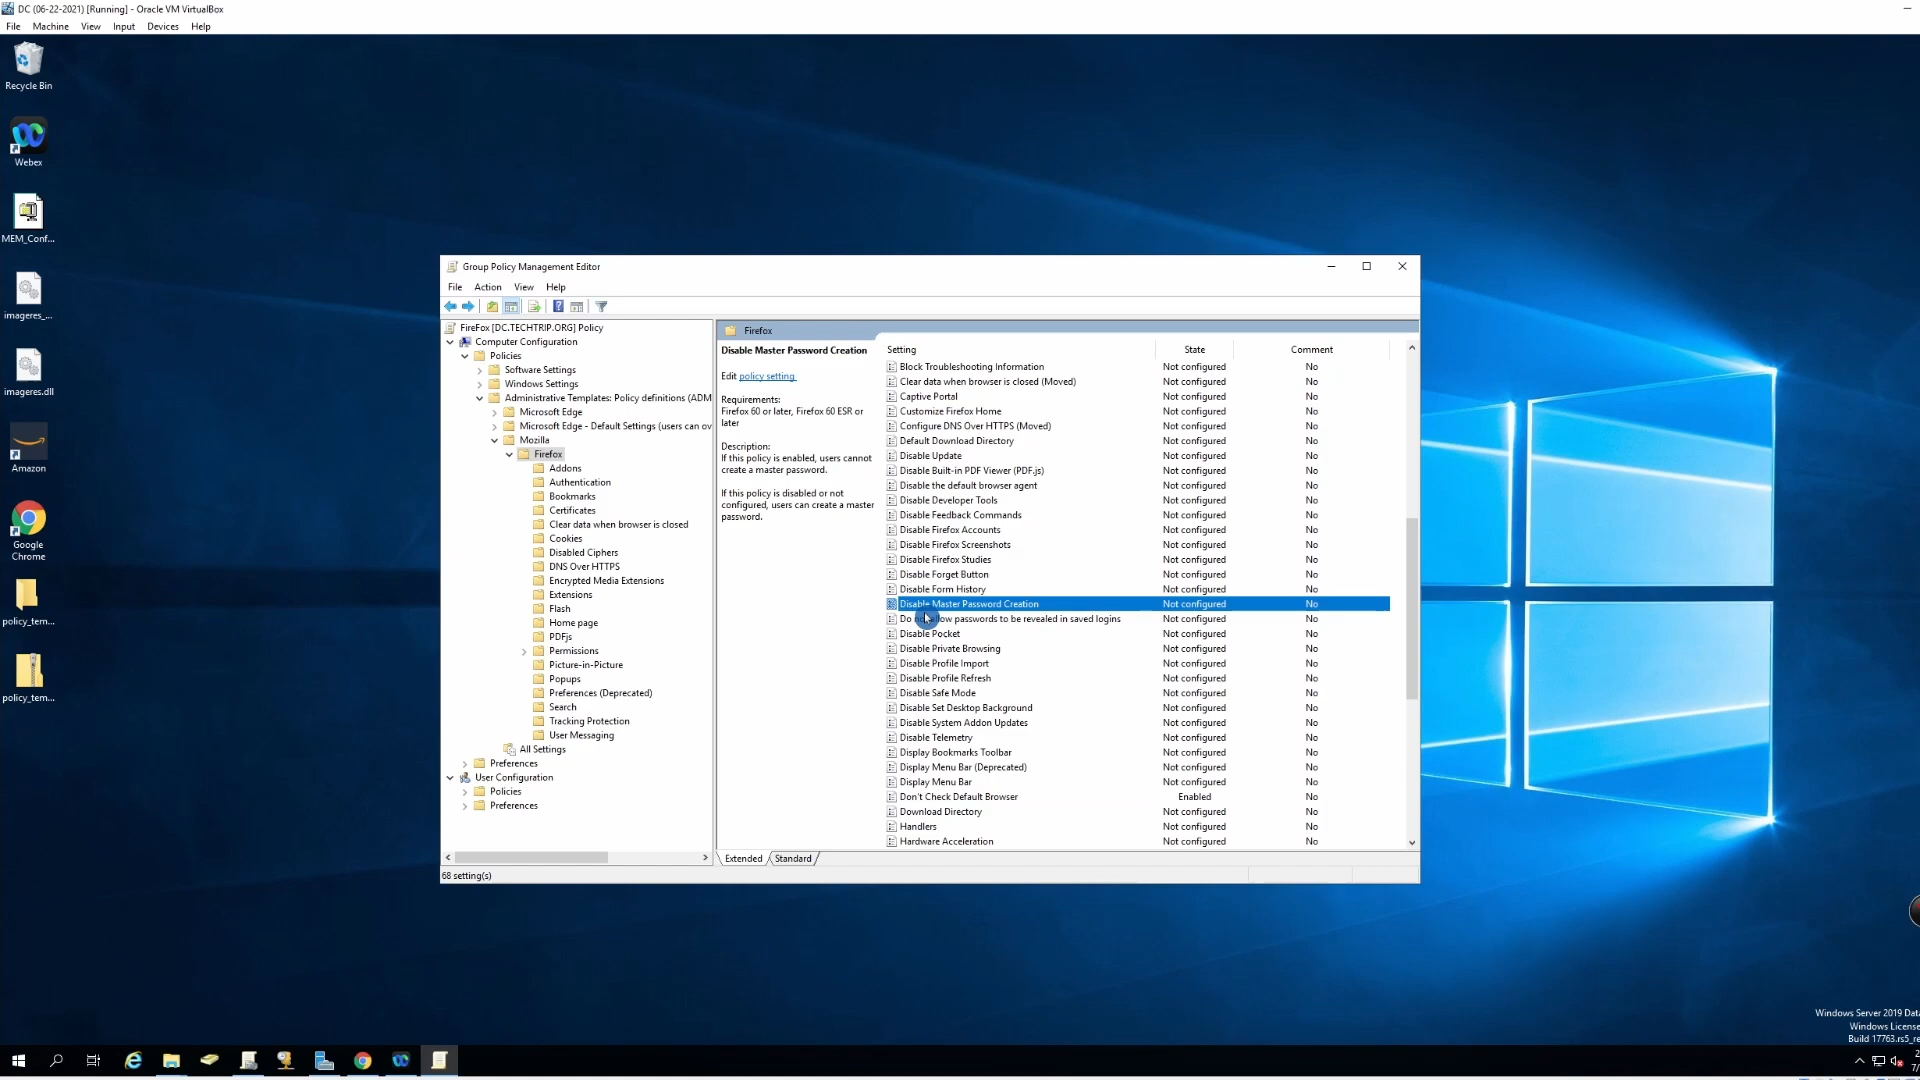 DC (06-22-2021) [Running] - Oracle VM VirtualBox
File Machine View Input Devices Help
Recycle Bin
Webex
MEM_Conf...
imageres_...
imageres.dll
Amazon
Google
Chrome
policy_tem...
policy_tem...
Group Policy Management Editor
File Action View Help
FireFox [DC.TECHTRIP.ORG] Policy
Computer Configuration
Policies
Software Settings
Windows Settings
Administrative Templates: Policy definitions (ADM
Microsoft Edge
Microsoft Edge - Default Settings (users can ov
Mozilla
Firefox
Addons
Authentication
Bookmarks
Certificates
Clear data when browser is closed
Cookies
Disabled Ciphers
DNS Over HTTPS
Encrypted Media Extensions
Extensions
Flash
Home page
PDFjs
Permissions
Picture-in-Picture
Popups
Preferences (Deprecated)
Search
Tracking Protection
User Messaging
All Settings
Preferences
User Configuration
Policies
Preferences
Firefox
Disable Master Password Creation
Edit policy setting.
Requirements:
Firefox 60 or later, Firefox 60 ESR or
later
Description:
If this policy is enabled, users cannot
create a master password.
If this policy is disabled or not
configured, users can create a master
password.
Setting State Comment
Block Troubleshooting Information Not configured No
Clear data when browser is closed (Moved) Not configured No
Captive Portal Not configured No
Customize Firefox Home Not configured No
Configure DNS Over HTTPS (Moved) Not configured No
Default Download Directory Not configured No
Disable Update Not configured No
Disable Built-in PDF Viewer (PDF.js) Not configured No
Disable the default browser agent Not configured No
Disable Developer Tools Not configured No
Disable Feedback Commands Not configured No
Disable Firefox Accounts Not configured No
Disable Firefox Screenshots Not configured No
Disable Firefox Studies Not configured No
Disable Forget Button Not configured No
Disable Form History Not configured No
Disable Master Password Creation Not configured No
Do passwords to be revealed in saved logins Not configured No
Disable Pocket Not configured No
Disable Private Browsing Not configured No
Disable Profile Import Not configured No
Disable Profile Refresh Not configured No
Disable Safe Mode Not configured No
Disable Set Desktop Background Not configured No
Disable System Addon Updates Not configured No
Disable Telemetry Not configured No
Display Bookmarks Toolbar Not configured No
Display Menu Bar (Deprecated) Not configured No
Display Menu Bar Not configured No
Don't Check Default Browser Enabled No
Download Directory Not configured No
Handlers Not configured No
Hardware Acceleration Not configured No
Extended Standard
68 setting(s)
Windows Server 2019 Data
Windows License
Build 17763.rs5_re